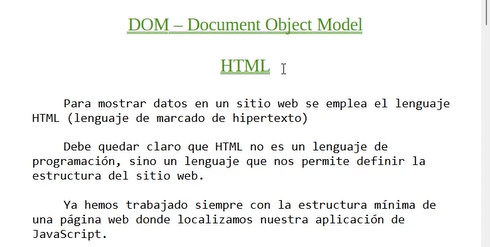 DOM – Document Object Model
HTML
Para mostrar datos en un sitio web se emplea el lenguaje
HTML (lenguaje de marcado de hipertexto)
Debe quedar claro que HTML no es un lenguaje de
programación, sino un lenguaje que nos permite definir la
estructura del sitio web.
Ya hemos trabajado siempre con la estructura mínima de
una página web donde localizamos nuestra aplicación de
JavaScript.